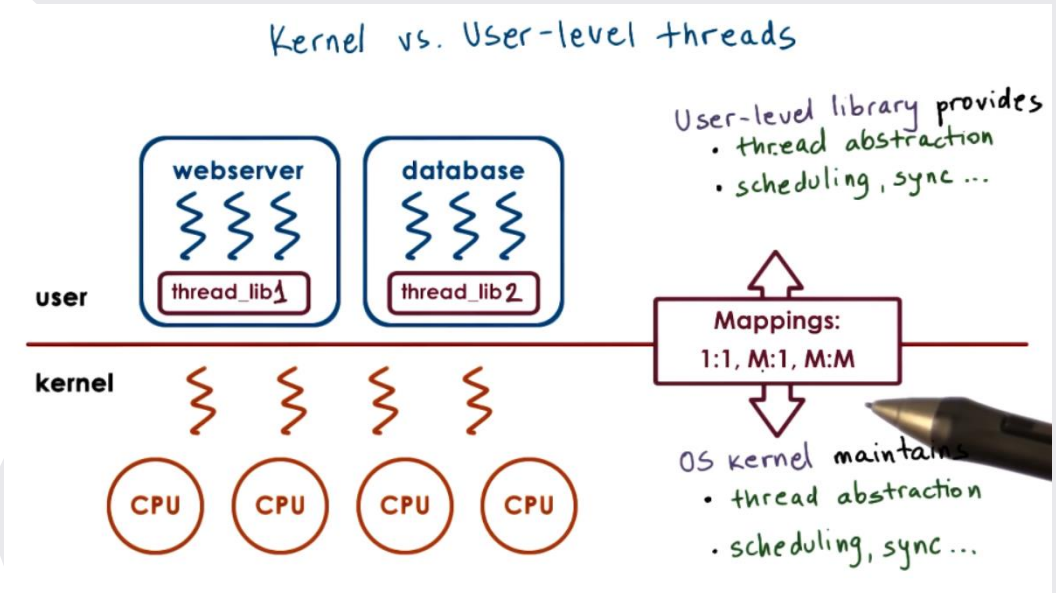 Kernel vs. User-level threads
User-level library provides
• thread abstraction
• scheduling, sync ...
webserver
thread_lib1
database
thread_lib2
user
Mappings:
1:1, M:1, M:M
kernel
CPU
CPU
CPU
CPU
OS kernel maintains
• thread abstraction
• scheduling, sync ...